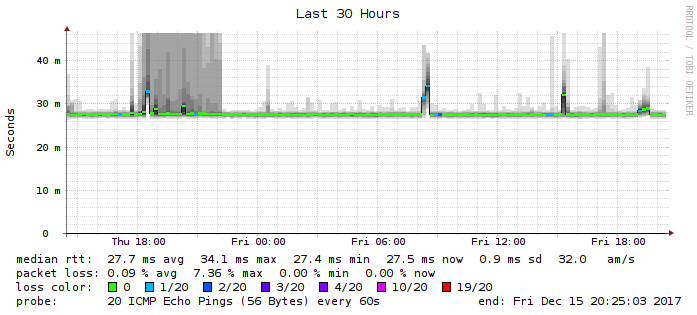 Last 30 Hours
RRDTOOL / TOBI OETIKER
Seconds
40 m
30 m
20 m
10 m
0
Thu 18:00 Fri 00:00 Fri 06:00 Fri 12:00 Fri 18:00
median rtt: 27.7 ms avg 34.1 ms max 27.4 ms min 27.5 ms now 0.9 ms sd 32.0 am/s
packet loss: 0.09 % avg 7.36 % max 0.00 % min 0.00 % now
loss color: 0 1/20 2/20 3/20 4/20 10/20 19/20
probe: 20 ICMP Echo Pings (56 Bytes) every 60s end: Fri Dec 15 20:25:03 2017